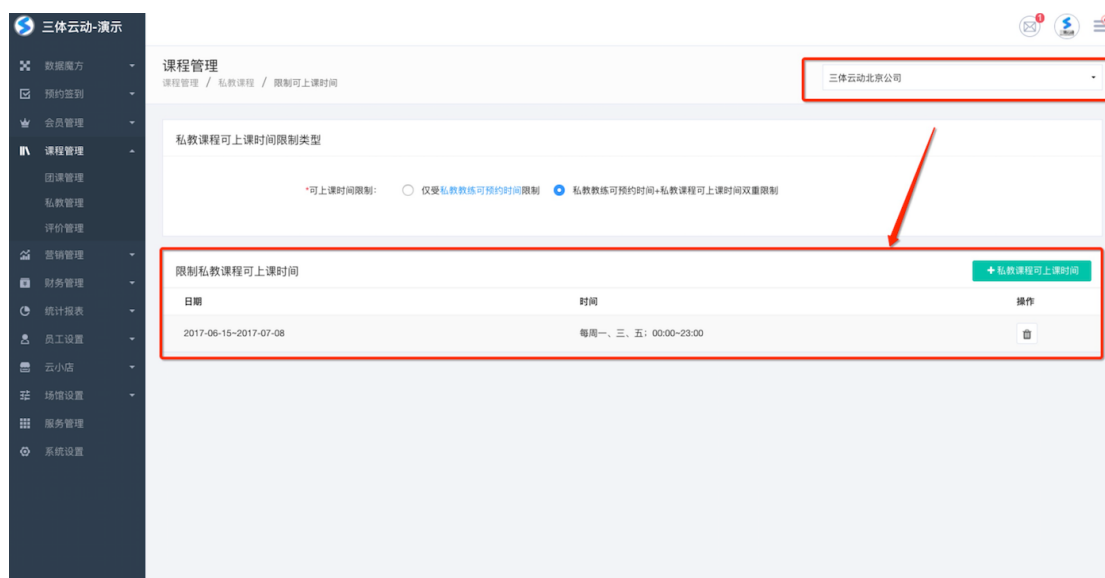 三体云动-演示
1
数据魔方
预约签到
会员管理
课程管理
团课管理
私教管理
评价管理
营销管理
财务管理
统计报表
员工设置
云小店
场馆设置
服务管理
系统设置
课程管理
课程管理 / 私教课程 / 限制可上课时间
三体云动北京公司
私教课程可上课时间限制类型
*可上课时间限制: 仅受私教教练可预约时间限制 私教教练可预约时间+私教课程可上课时间双重限制
限制私教课程可上课时间
+私教课程可上课时间
日期 时间 操作
2017-06-15~2017-07-08 每周一、三、五; 00:00~23:00